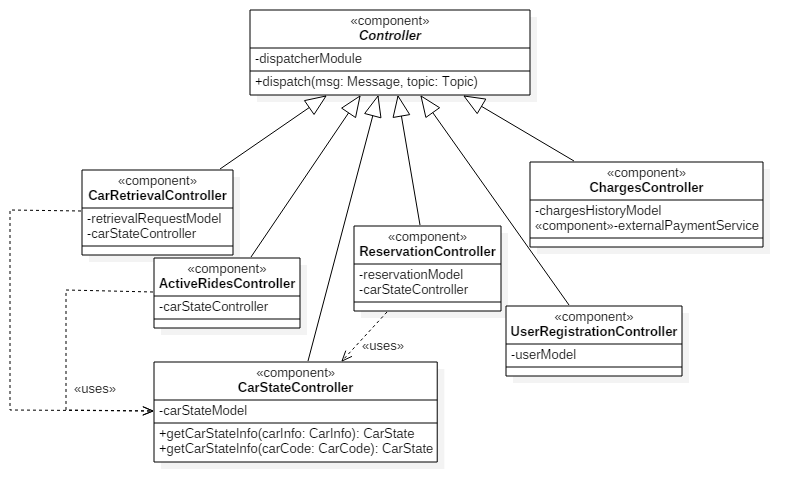 «component»
Controller
-dispatcherModule
+dispatch(msg: Message, topic: Topic)
«component»
CarRetrievalController
-retrievalRequestModel
-carStateController
«component»
ChargesController
-chargesHistoryModel
«component»-externalPaymentService
«component»
ReservationController
-reservationModel
-carStateController
«component»
ActiveRidesController
-carStateController
«component»
UserRegistrationController
-userModel
«uses»
«uses»
«component»
CarStateController
-carStateModel
+getCarStateInfo(carInfo: CarInfo): CarState
+getCarStateInfo(carCode: CarCode): CarState